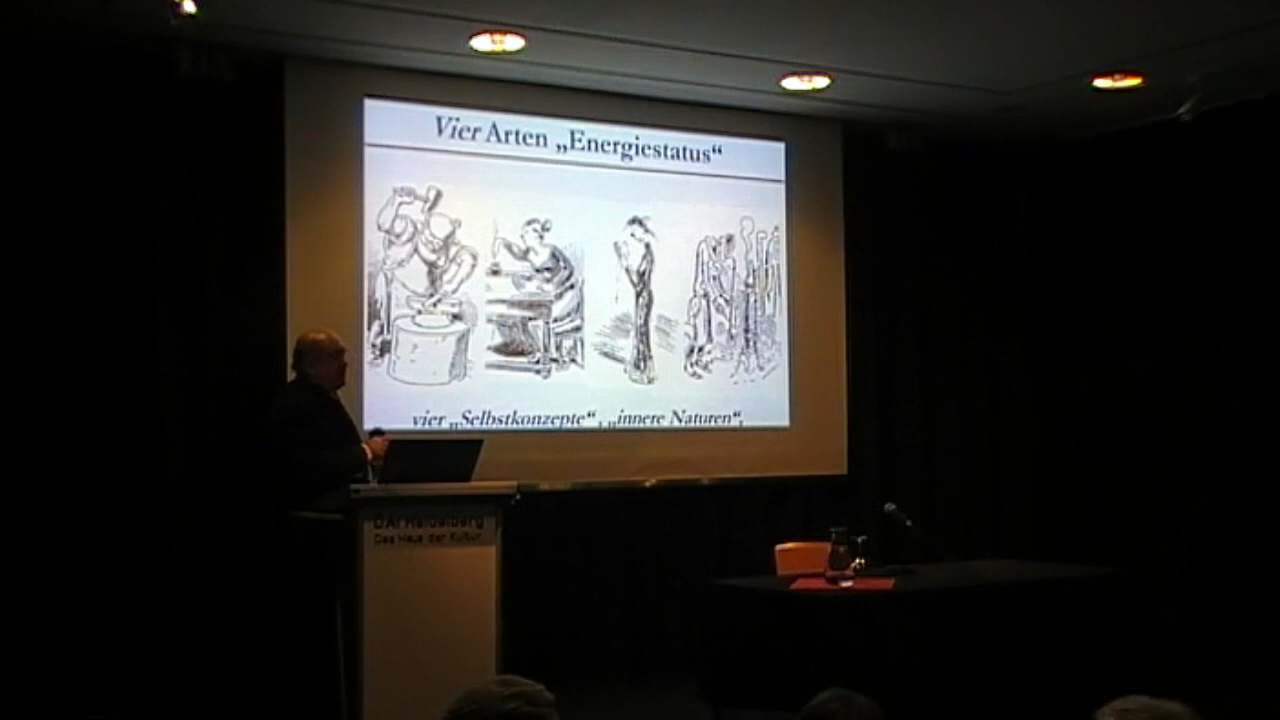 Vier Arten „Energiestatus“
vier „Selbstkonzepte“, „innere Naturen“,
DAI Heidelberg
Das Haus der Kultur